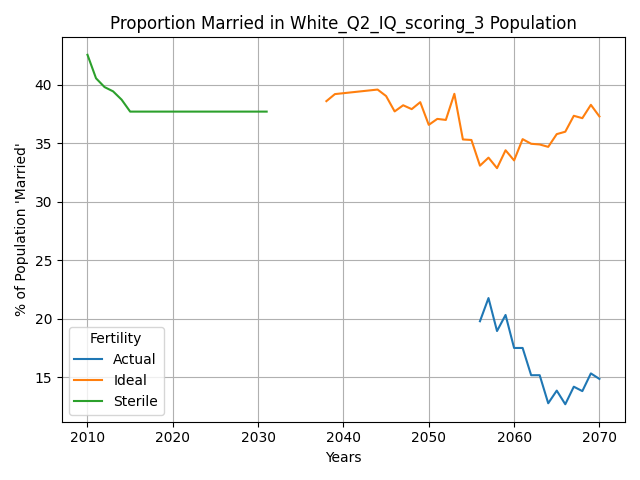 Proportion Married in White_Q2_IQ_scoring_3 Population
% of Population 'Married'
40
35
30
25
20
15
Fertility
Actual
Ideal
Sterile
2010 2020 2030 2040 2050 2060 2070
Years